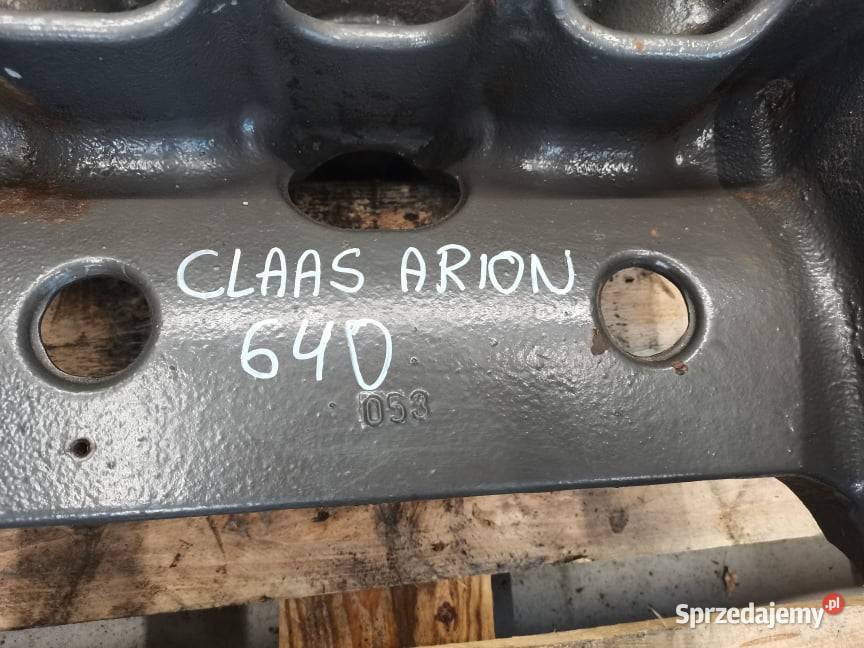 CLAAS ARION
640
053
Sprzedajemy.pl